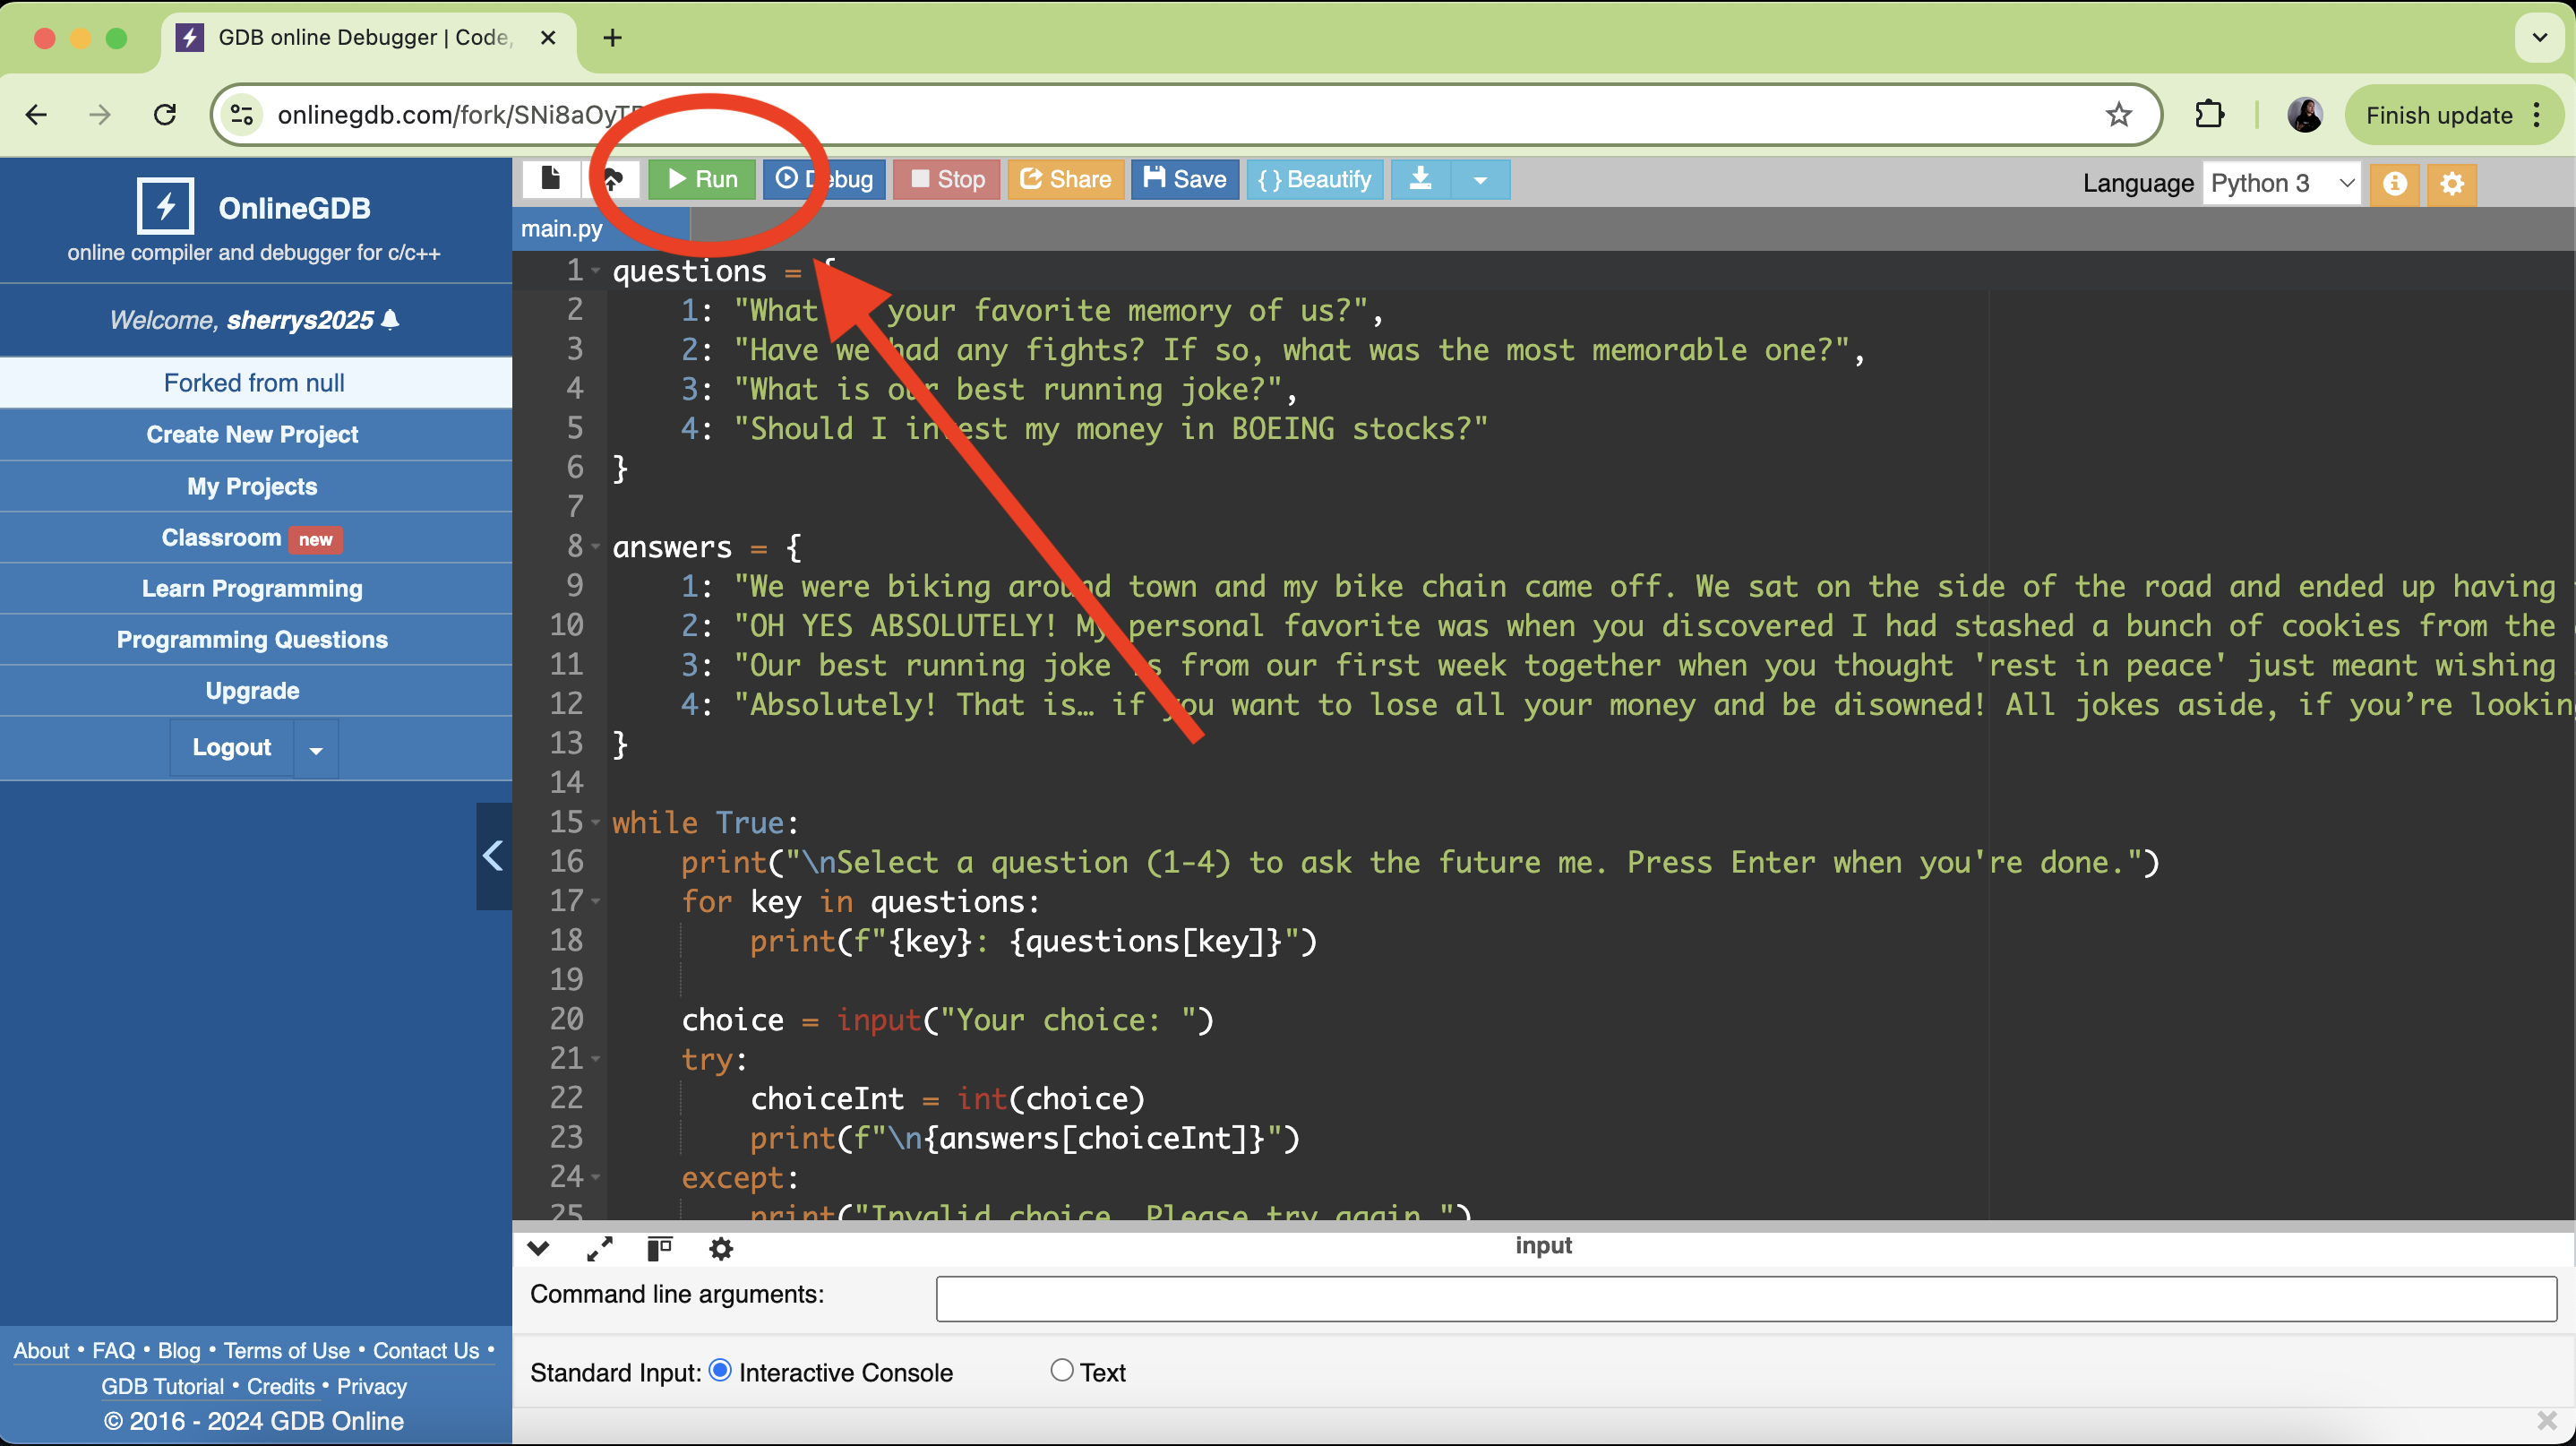 GDB online Debugger | Code,
onlinegdb.com/fork/SNi8aOyT
Finish update
OnlineGDB
online compiler and debugger for c/c++
Welcome, sherrys2025
Forked from null
Create New Project
My Projects
Classroom new
Learn Programming
Programming Questions
Upgrade
Logout
About • FAQ • Blog • Terms of Use • Contact Us •
GDB Tutorial • Credits • Privacy
© 2016 - 2024 GDB Online
Run Debug Stop Share Save { } Beautify
Language Python 3
main.py
1 questions = {
2 1: "What your favorite memory of us?",
3 2: "Have we had any fights? If so, what was the most memorable one?",
4 3: "What is our best running joke?",
5 4: "Should I invest my money in BOEING stocks?"
6 }
7
8 answers = {
9 1: "We were biking around town and my bike chain came off. We sat on the side of the road and ended up having
10 2: "OH YES ABSOLUTELY! My personal favorite was when you discovered I had stashed a bunch of cookies from the
11 3: "Our best running joke is from our first week together when you thought 'rest in peace' just meant wishing
12 4: "Absolutely! That is… if you want to lose all your money and be disowned! All jokes aside, if you’re lookin
13 }
14
15 while True:
16 print("\nSelect a question (1-4) to ask the future me. Press Enter when you're done.")
17 for key in questions:
18 print(f"{key}: {questions[key]}")
19
20 choice = input("Your choice: ")
21 try:
22 choiceInt = int(choice)
23 print(f"\n{answers[choiceInt]}")
24 except:
25 print("Invalid choice. Please try again.")
input
Command line arguments:
Standard Input: Interactive Console Text